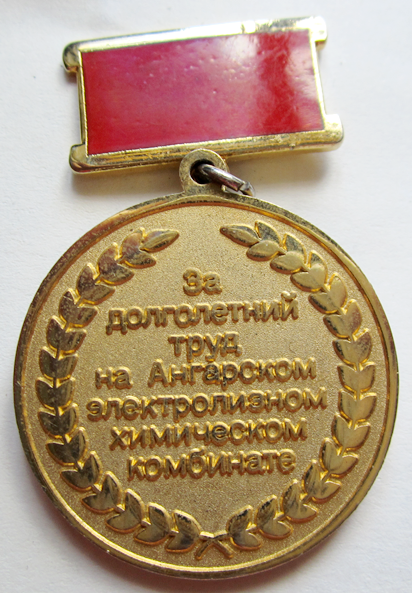 За
долголетний
труд
на Ангарском
электролизном
химическом
комбинате